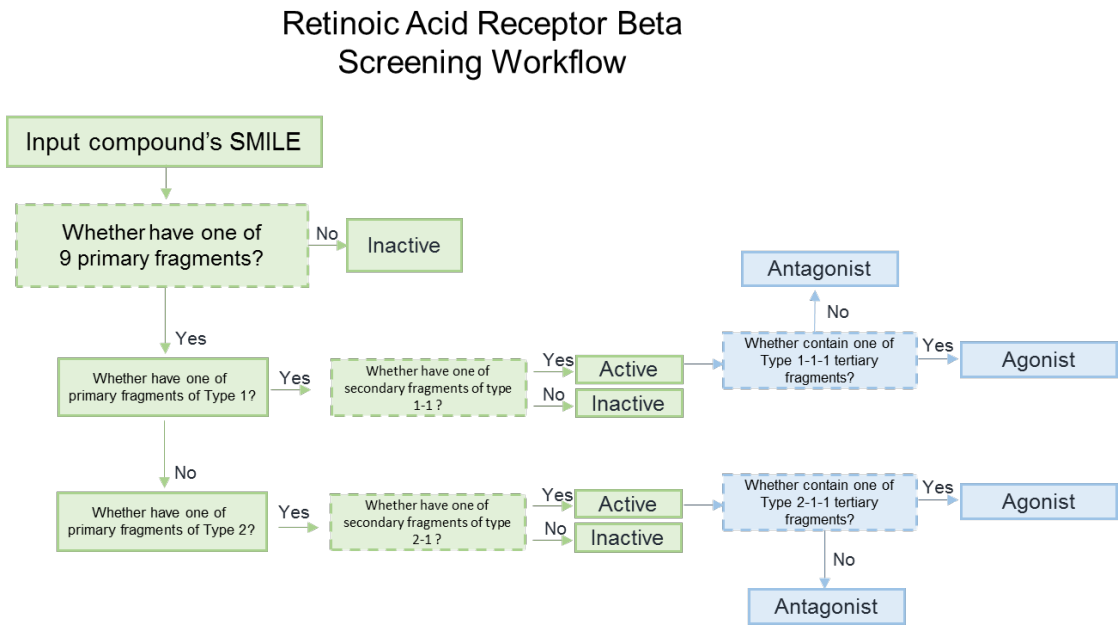 Retinoic Acid Receptor Beta
Screening Workflow
Input compound's SMILE
Whether have one of
9 primary fragments?
No
Inactive
Yes
Whether have one of
primary fragments of Type 1?
Yes
Whether have one of
secondary fragments of type
1-1 ?
Yes
Active
No
Inactive
Antagonist
No
Whether contain one of
Type 1-1-1 tertiary
fragments?
Yes
Agonist
No
Whether have one of
primary fragments of Type 2?
Yes
Whether have one of
secondary fragments of type
2-1 ?
Yes
Active
No
Inactive
Whether contain one of
Type 2-1-1 tertiary
fragments?
Yes
Agonist
No
Antagonist